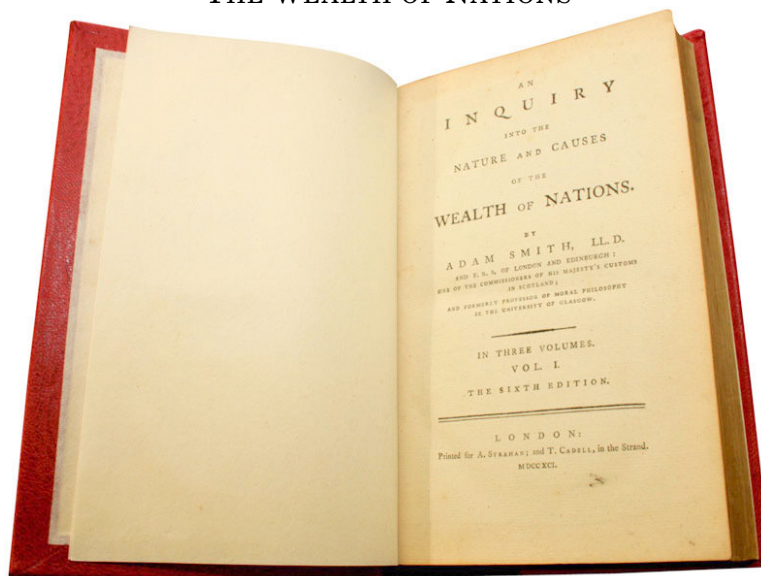 THE WEALTH OF NATIONS
AN
INQUIRY
INTO THE
NATURE AND CAUSES
OF THE
WEALTH OF NATIONS.
BY
ADAM SMITH, LL.D.
AND F. R. S. OF LONDON AND EDINBURGH:
ONE OF THE COMMISSIONERS OF HIS MAJESTY'S CUSTOMS
IN SCOTLAND;
AND FORMERLY PROFESSOR OF MORAL PHILOSOPHY
IN THE UNIVERSITY OF GLASGOW.
IN THREE VOLUMES.
VOL. I.
THE SIXTH EDITION.
LONDON:
Printed for A. STRAHAN; and T. CADELL, in the Strand.
MDCCXCI.